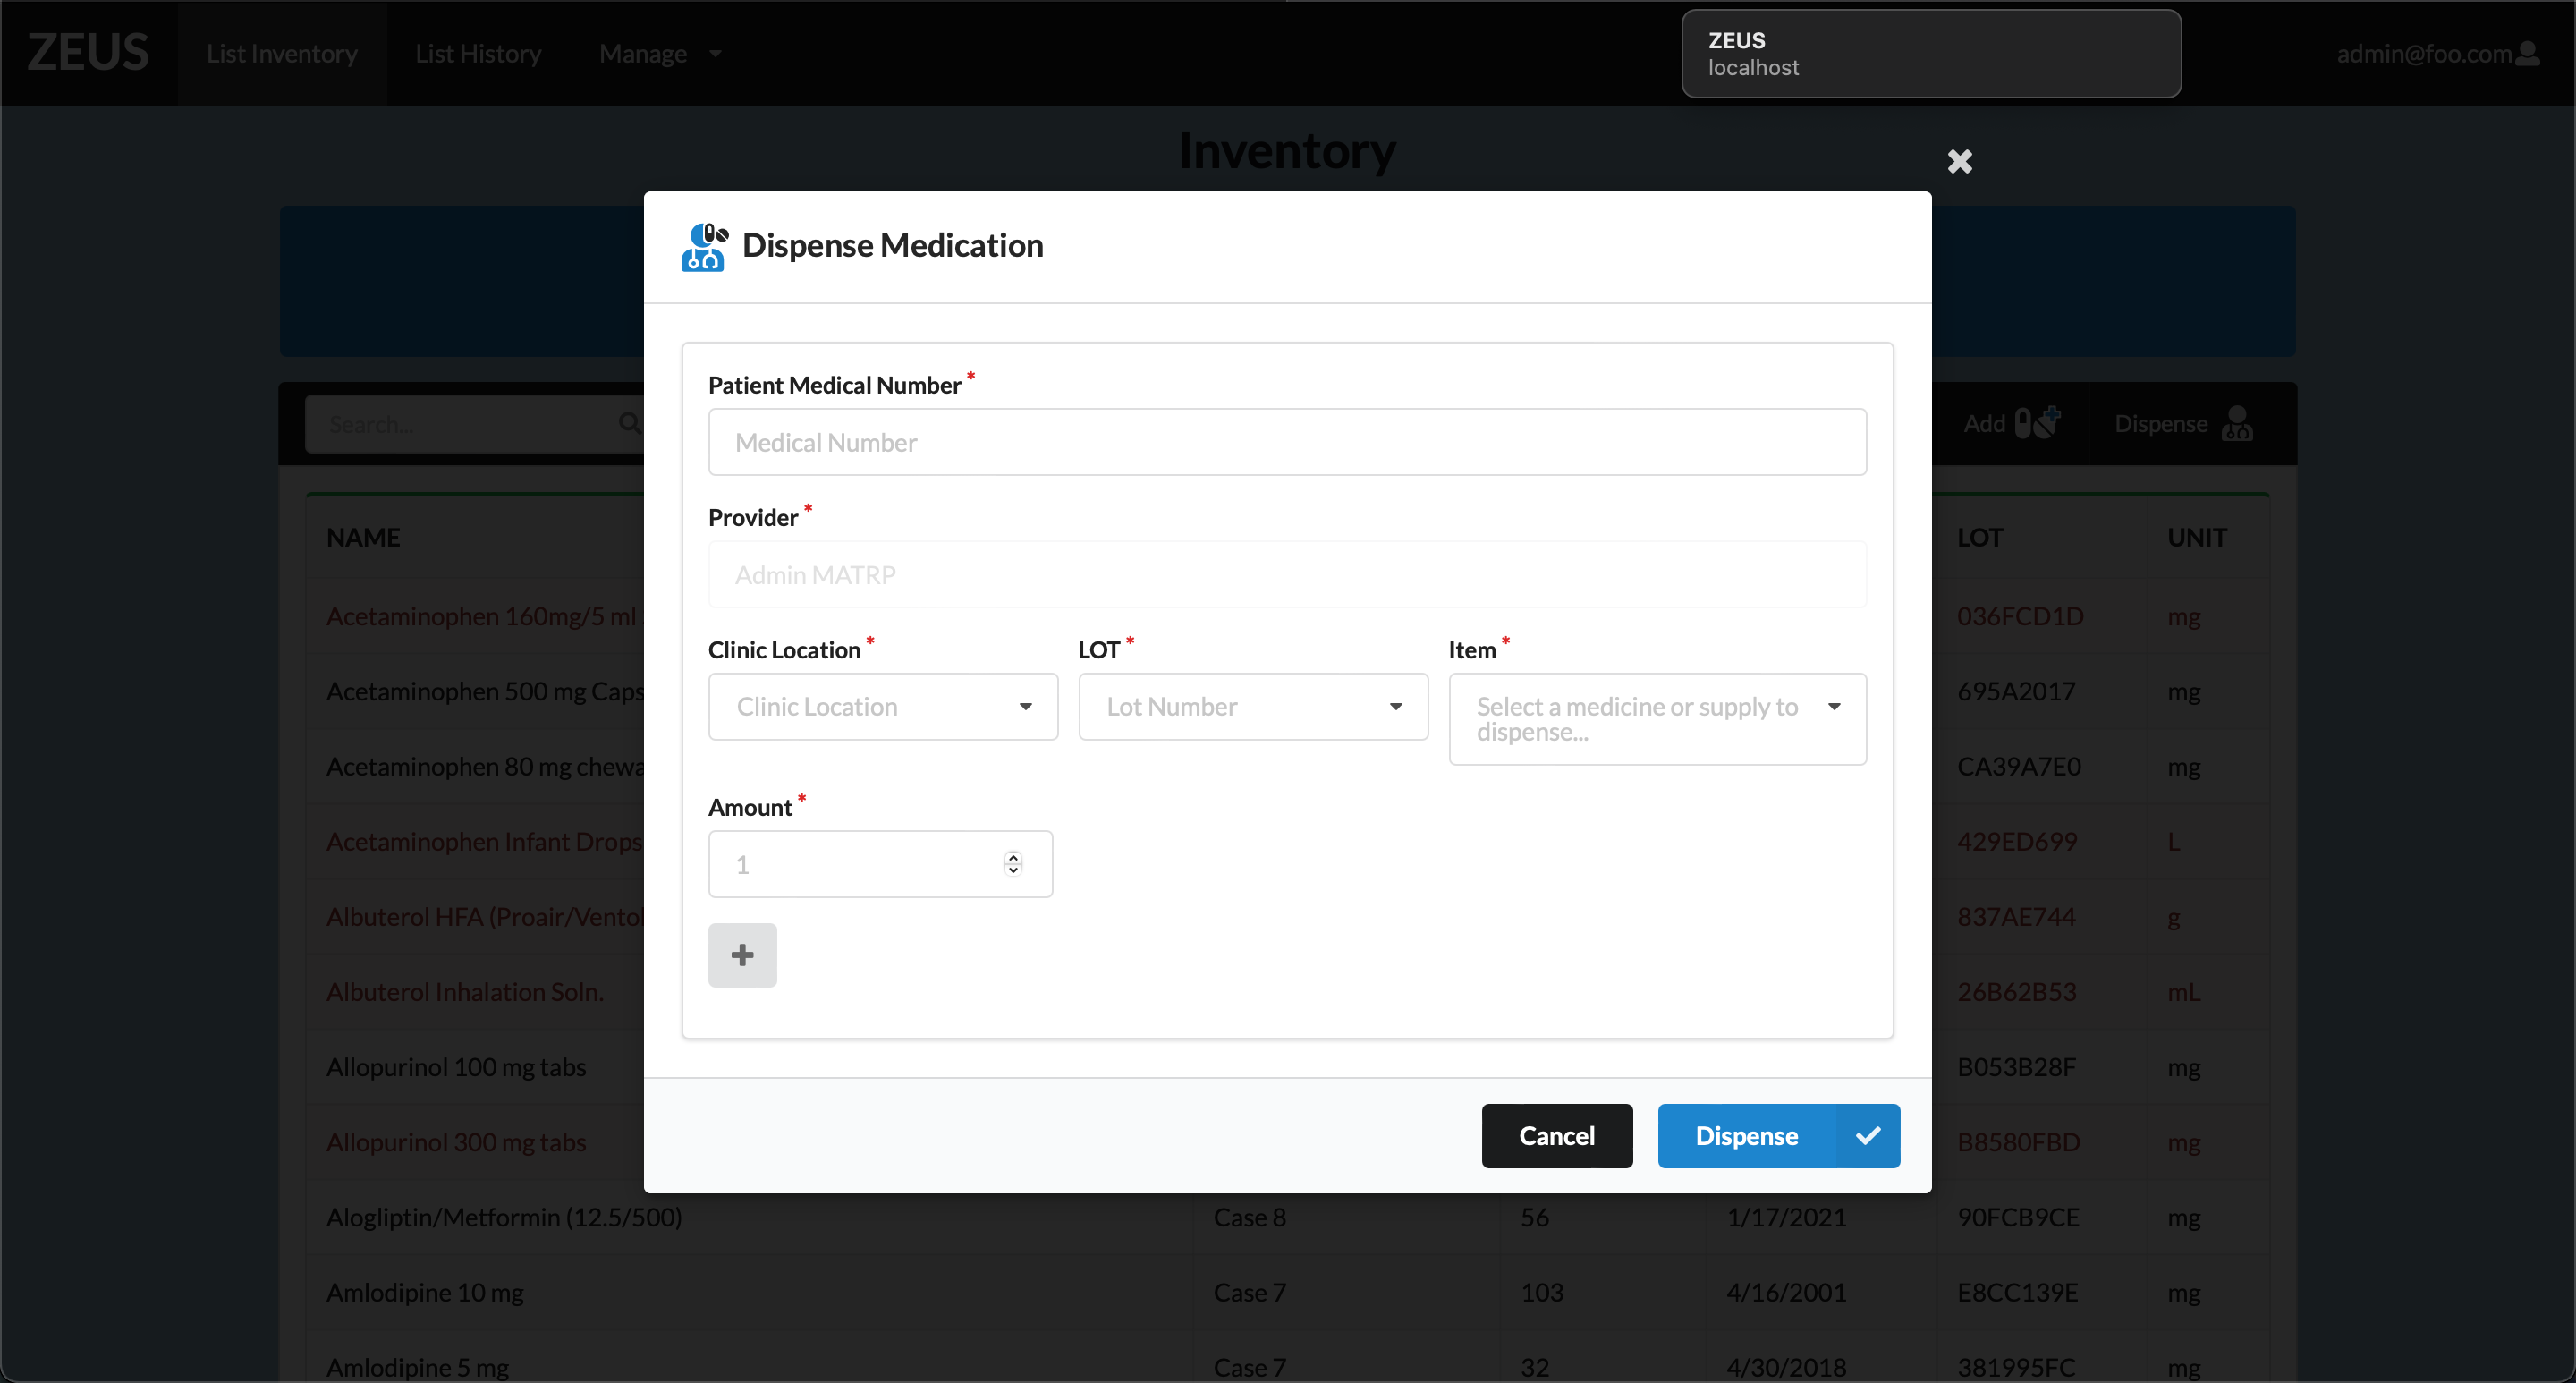 ZEUS List Inventory List History Manage ZEUS admin@foo.com
localhost
Inventory
Dispense Medication
Patient Medical Number *
Medical Number
Provider *
Admin MATRP
Clinic Location * LOT * Item *
Clinic Location Lot Number Select a medicine or supply to
dispense...
Amount *
1
Cancel Dispense
Search... Add Dispense
NAME LOT UNIT
Acetaminophen 160mg/5 ml 036FCD1D mg
Acetaminophen 500 mg Caps 695A2017 mg
Acetaminophen 80 mg chewa CA39A7E0 mg
Acetaminophen Infant Drops 429ED699 L
Albuterol HFA (Proair/Ventol 837AE744 g
Albuterol Inhalation Soln. 26B62B53 mL
Allopurinol 100 mg tabs B053B28F mg
Allopurinol 300 mg tabs B8580FBD mg
Alogliptin/Metformin (12.5/500) Case 8 56 1/17/2021 90FCB9CE mg
Amlodipine 10 mg Case 7 103 4/16/2001 E8CC139E mg
Amlodipine 5 mg Case 7 32 4/30/2018 381995FC mg